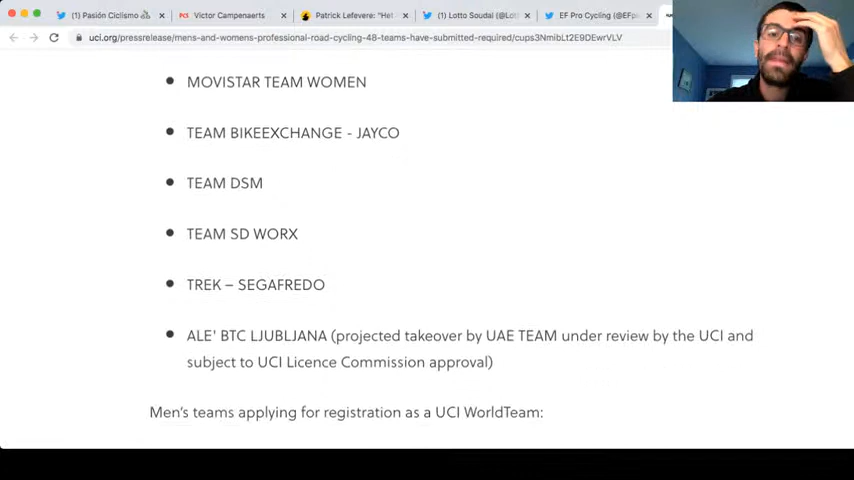 (1) Pasión Ciclismo
Victor Campenaerts
Patrick Lefevere: "Het
(1) Lotto Soudal (@Lott
EF Pro Cycling (@EFpr
uci.org/pressrelease/mens-and-womens-professional-road-cycling-48-teams-have-submitted-required/cups3NmibLt2E9DEwrVLV
MOVISTAR TEAM WOMEN
TEAM BIKEEXCHANGE - JAYCO
TEAM DSM
TEAM SD WORX
TREK – SEGAFREDO
ALE' BTC LJUBLJANA (projected takeover by UAE TEAM under review by the UCI and
subject to UCI Licence Commission approval)
Men's teams applying for registration as a UCI WorldTeam: